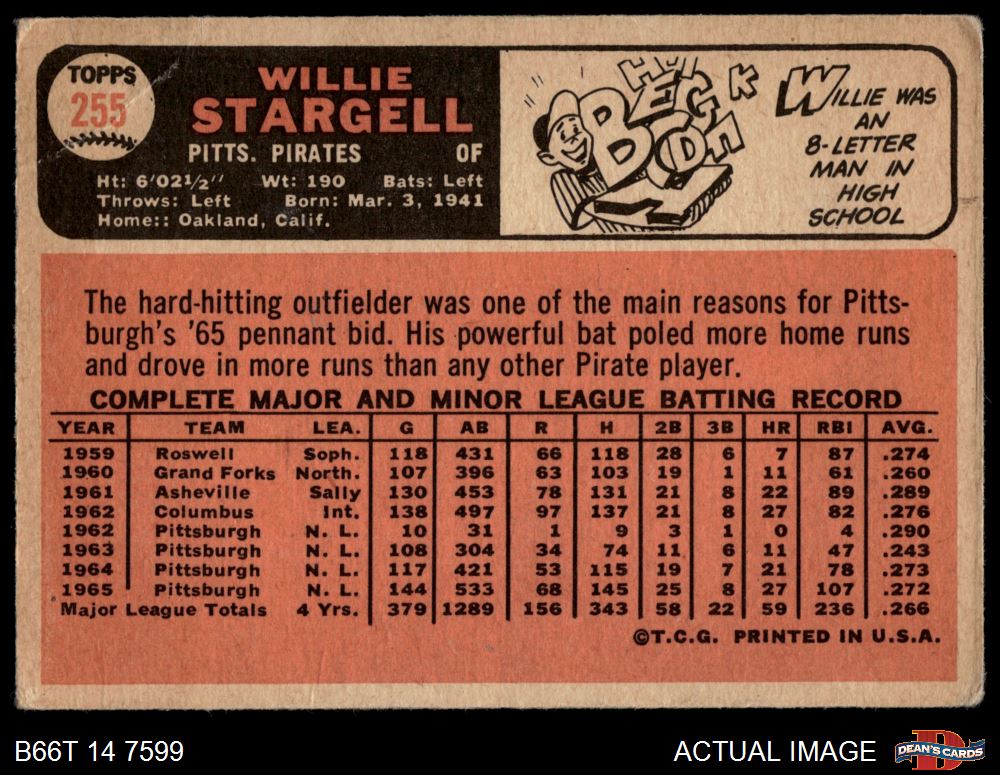 TOPPS
255
WILLIE
STARGELL
PITTS. PIRATES OF
Ht: 6'02½" Wt: 190 Bats: Left
Throws: Left Born: Mar. 3, 1941
Home:: Oakland, Calif.
WILLIE WAS
AN
8-LETTER
MAN IN
HIGH
SCHOOL
The hard-hitting outfielder was one of the main reasons for Pitts-
burgh's '65 pennant bid. His powerful bat poled more home runs
and drove in more runs than any other Pirate player.
COMPLETE MAJOR AND MINOR LEAGUE BATTING RECORD
YEAR TEAM LEA. G AB R H 2B 3B HR RBI AVG.
1959 Roswell Soph. 118 431 66 118 28 6 7 87 .274
1960 Grand Forks North. 107 396 63 103 19 1 11 61 .260
1961 Asheville Sally 130 453 78 131 21 8 22 89 .289
1962 Columbus Int. 138 497 97 137 21 8 27 82 .276
1962 Pittsburgh N. L. 10 31 1 9 3 1 0 4 .290
1963 Pittsburgh N. L. 108 304 34 74 11 6 11 47 .243
1964 Pittsburgh N. L. 117 421 53 115 19 7 21 78 .273
1965 Pittsburgh N. L. 144 533 68 145 25 8 27 107 .272
Major League Totals 4 Yrs. 379 1289 156 343 58 22 59 236 .266
©T.C.G. PRINTED IN U.S.A.
B66T 14 7599
ACTUAL IMAGE
DEAN'S CARDS